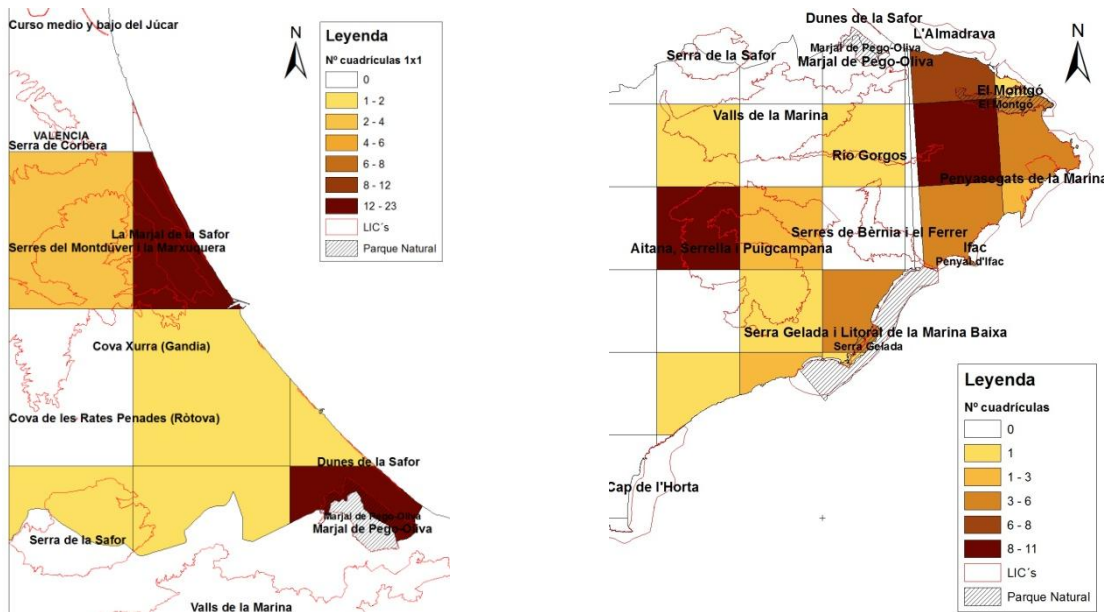 Curso medio y bajo del Júcar
N
Leyenda
Nº cuadrículas 1x1
0
1 - 2
2 - 4
4 - 6
6 - 8
8 - 12
12 - 23
LIC´s
Parque Natural
VALENCIA
Serra de Corbera
La Marjal de la Safor
Serres del Montdúver i la Marxuquera
Cova Xurra (Gandia)
Cova de les Rates Penades (Ròtova)
Dunes de la Safor
Marjal de Pego-Oliva
Marjal de Pego-Oliva
Serra de la Safor
Valls de la Marina
Dunes de la Safor
L'Almadrava
Marjal de Pego-Oliva
Serra de la Safor
Marjal de Pego-Oliva
N
El Montgó
El Montgó
Valls de la Marina
Río Gorgos
Penyasegats de la Marina
Serres de Bèrnia i el Ferrer
Aitana, Serrella i Puigcampana
Ifac
Penyal d'Ifac
Serra Gelada i Litoral de la Marina Baixa
Serra Gelada
Cap de l'Horta
Leyenda
Nº cuadrículas
0
1
1 - 3
3 - 6
6 - 8
8 - 11
LIC´s
Parque Natural